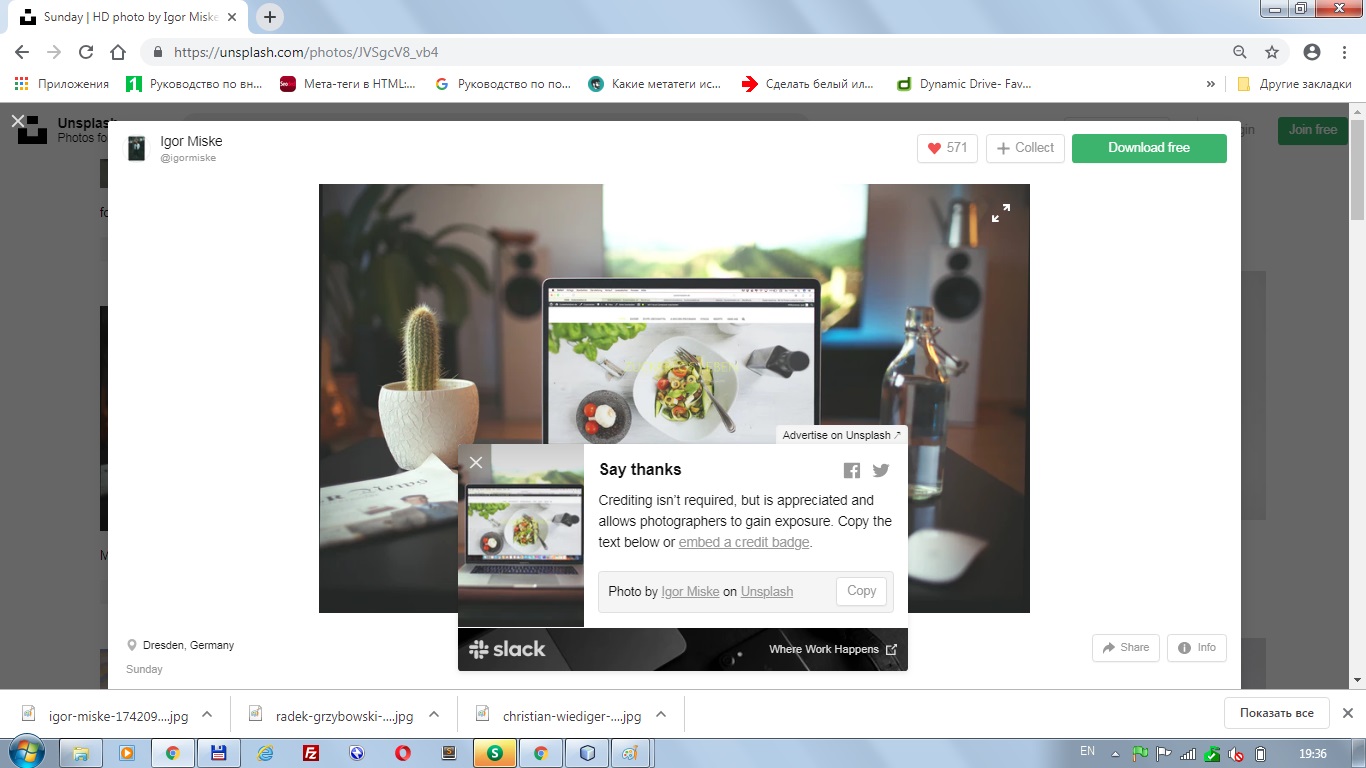 Sunday | HD photo by Igor Miske
https://unsplash.com/photos/JVSgcV8_vb4
Приложения
Руководство по вн...
Мета-теги в HTML:...
Руководство по по...
Какие метатеги ис...
Сделать белый ил...
Dynamic Drive- Fav...
»
Другие закладки
Unsplash
Photos fo
gin
Join free
Igor Miske
@igormiske
571
Collect
Download free
fo
M
Advertise on Unsplash
Say thanks
Crediting isn’t required, but is appreciated and
allows photographers to gain exposure. Copy the
text below or embed a credit badge.
Photo by Igor Miske on Unsplash
Copy
slack
Where Work Happens
Dresden, Germany
Sunday
Share
Info
igor-miske-174209....jpg
radek-grzybowski-....jpg
christian-wiediger-....jpg
Показать все
EN
19:36